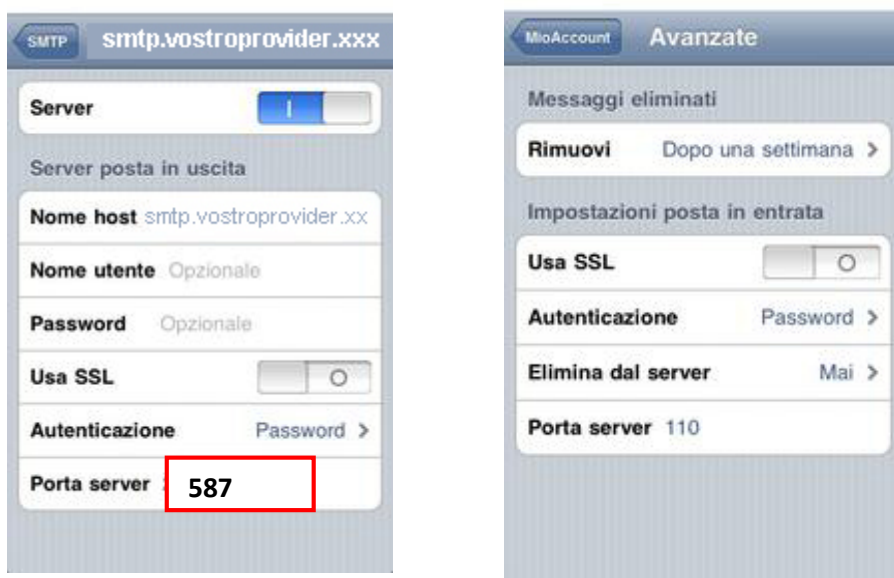 SMTP smtp.vostroprovider.xxx
Server
Server posta in uscita
Nome host smtp.vostroprovider.xx
Nome utente Opzionale
Password Opzionale
Usa SSL
Autenticazione Password >
Porta server 587
MioAccount Avanzate
Messaggi eliminati
Rimuovi Dopo una settimana >
Impostazioni posta in entrata
Usa SSL
Autenticazione Password >
Elimina dal server Mai >
Porta server 110